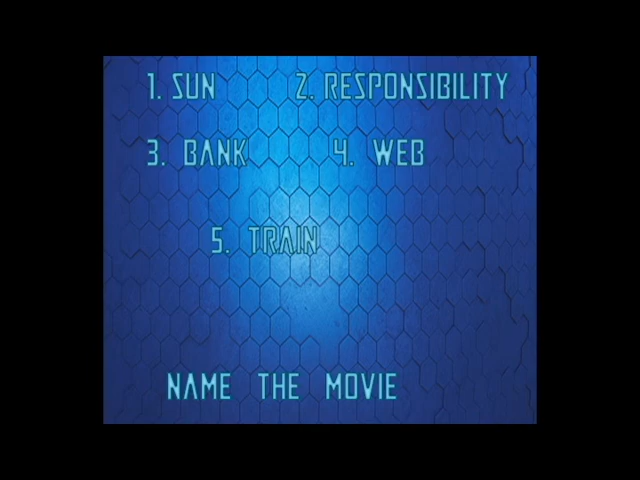 1. SUN 2. RESPONSIBILITY
3. BANK 4. WEB
5. TRAIN
NAME THE MOVIE